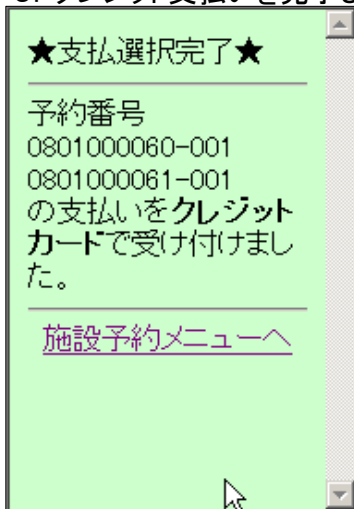 ★支払選択完了★
予約番号
0801000060-001
0801000061-001
の支払いをクレジット
カードで受け付けまし
た。
施設予約メニューへ